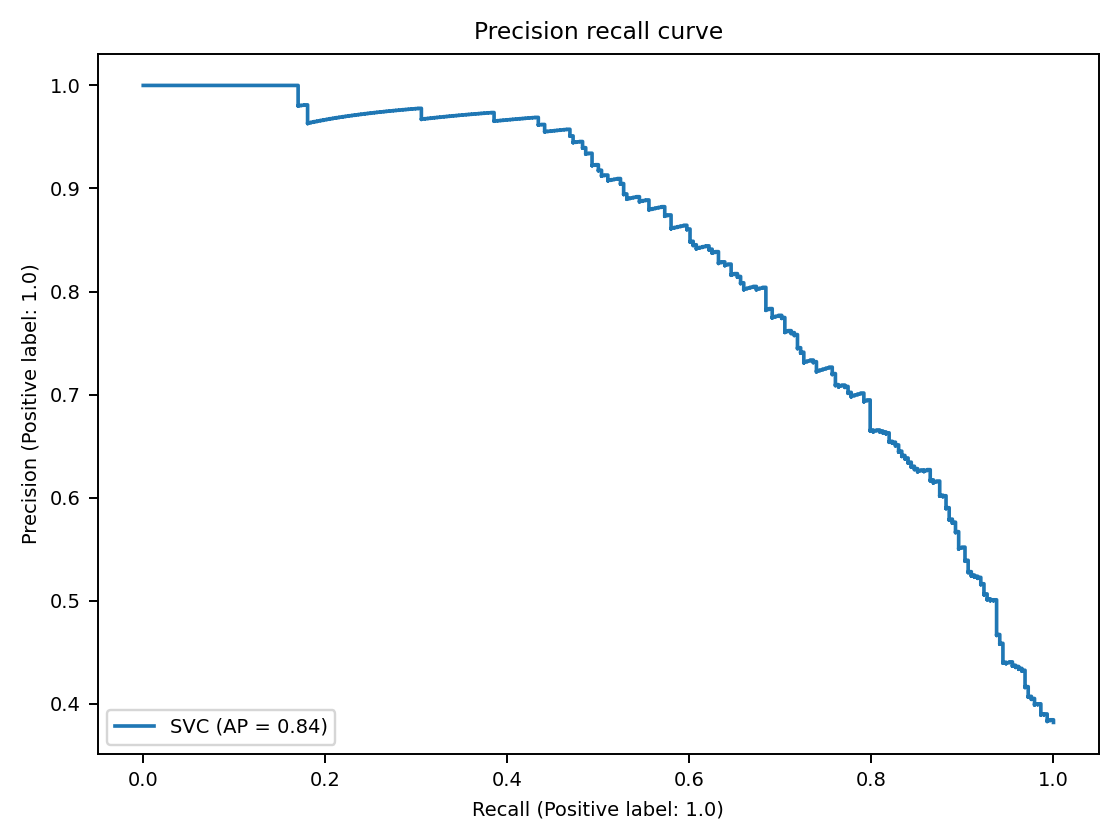 Precision recall curve
1.0
0.9
0.8
0.7
0.6
0.5
0.4
Precision (Positive label: 1.0)
SVC (AP = 0.84)
0.0 0.2 0.4 0.6 0.8 1.0
Recall (Positive label: 1.0)